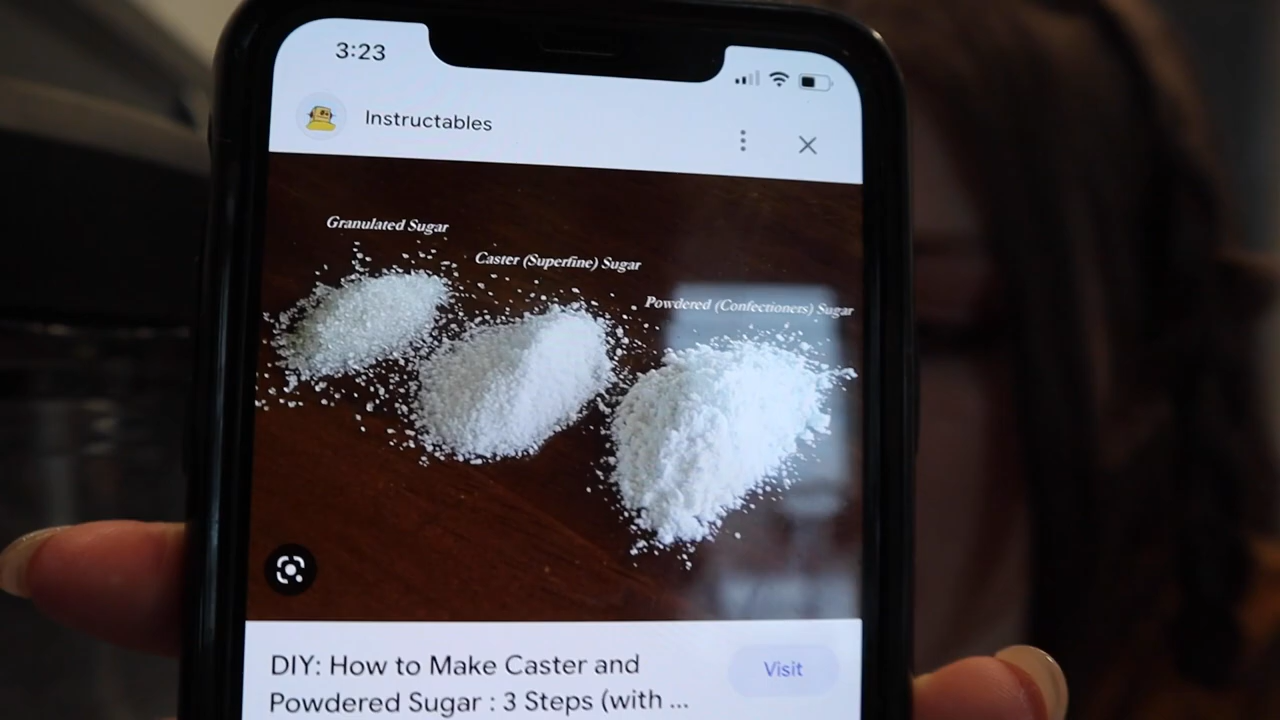 3:23
Instructables
Granulated Sugar
Caster (Superfine) Sugar
Powdered (Confectioners) Sugar
DIY: How to Make Caster and
Powdered Sugar : 3 Steps (with ...
Visit